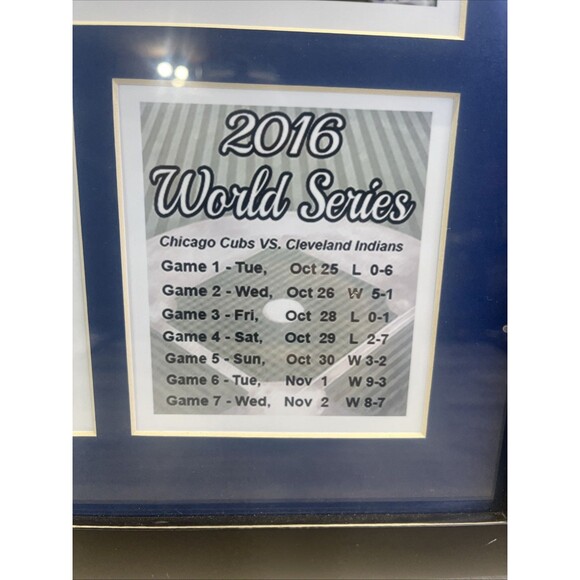 2016
World Series
Chicago Cubs VS. Cleveland Indians
Game 1 - Tue, Oct 25 L 0-6
Game 2 - Wed, Oct 26 W 5-1
Game 3 - Fri, Oct 28 L 0-1
Game 4 - Sat, Oct 29 L 2-7
Game 5 - Sun, Oct 30 W 3-2
Game 6 - Tue, Nov 1 W 9-3
Game 7 - Wed, Nov 2 W 8-7